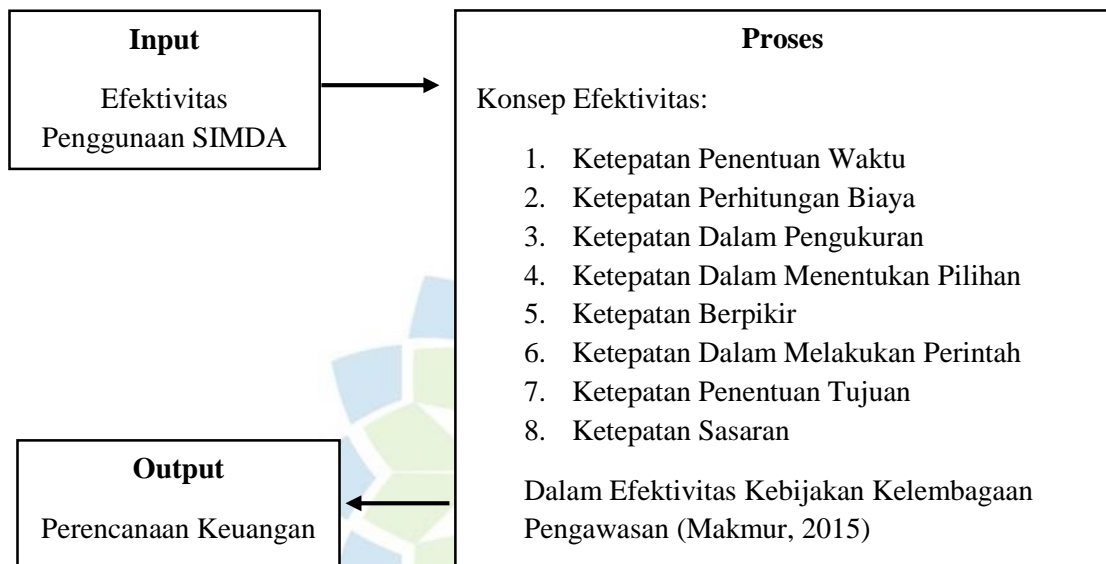 Input
Efektivitas
Penggunaan SIMDA
Proses
Konsep Efektivitas:
1. Ketepatan Penentuan Waktu
2. Ketepatan Perhitungan Biaya
3. Ketepatan Dalam Pengukuran
4. Ketepatan Dalam Menentukan Pilihan
5. Ketepatan Berpikir
6. Ketepatan Dalam Melakukan Perintah
7. Ketepatan Penentuan Tujuan
8. Ketepatan Sasaran
Dalam Efektivitas Kebijakan Kelembagaan
Pengawasan (Makmur, 2015)
Output
Perencanaan Keuangan